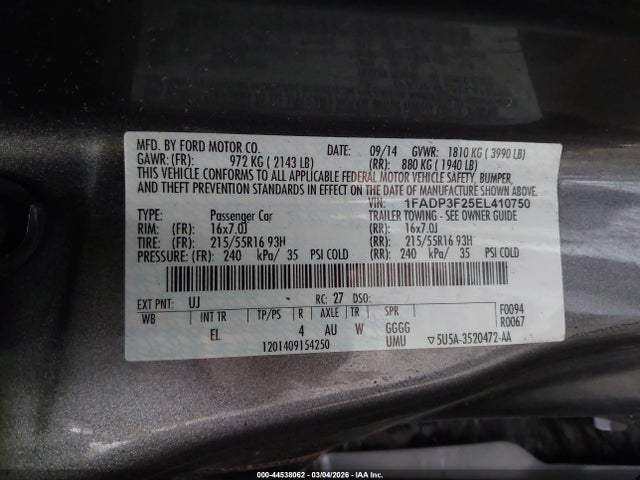 MFD. BY FORD MOTOR CO. DATE: 09/14 GVWR: 1810 KG ( 3990 LB)
GAWR: (FR): 972 KG ( 2143 LB) (RR): 880 KG ( 1940 LB)
THIS VEHICLE CONFORMS TO ALL APPLICABLE FEDERAL MOTOR VEHICLE SAFETY, BUMPER,
AND THEFT PREVENTION STANDARDS IN EFFECT ON THE DATE OF MANUFACTURE SHOWN ABOVE.
VIN: 1FADP3F25EL410750
TYPE: Passenger Car TRAILER TOWING - SEE OWNER GUIDE
RIM: (FR): 16x7.0J (RR): 16x7.0J
TIRE: (FR): 215/55R16 93H (RR): 215/55R16 93H
PRESSURE: (FR): 240 kPa/ 35 PSI COLD (RR): 240 kPa/ 35 PSI COLD
EXT PNT: UJ RC: 27 DSO: F0094
WB INT TR TP/PS R AXLE TR SPR R0067
EL 4 AU W GGGG
1201409154250 UMU ▽5U5A-3520472-AA
000-44538062 - 03/04/2026 - IAA Inc.